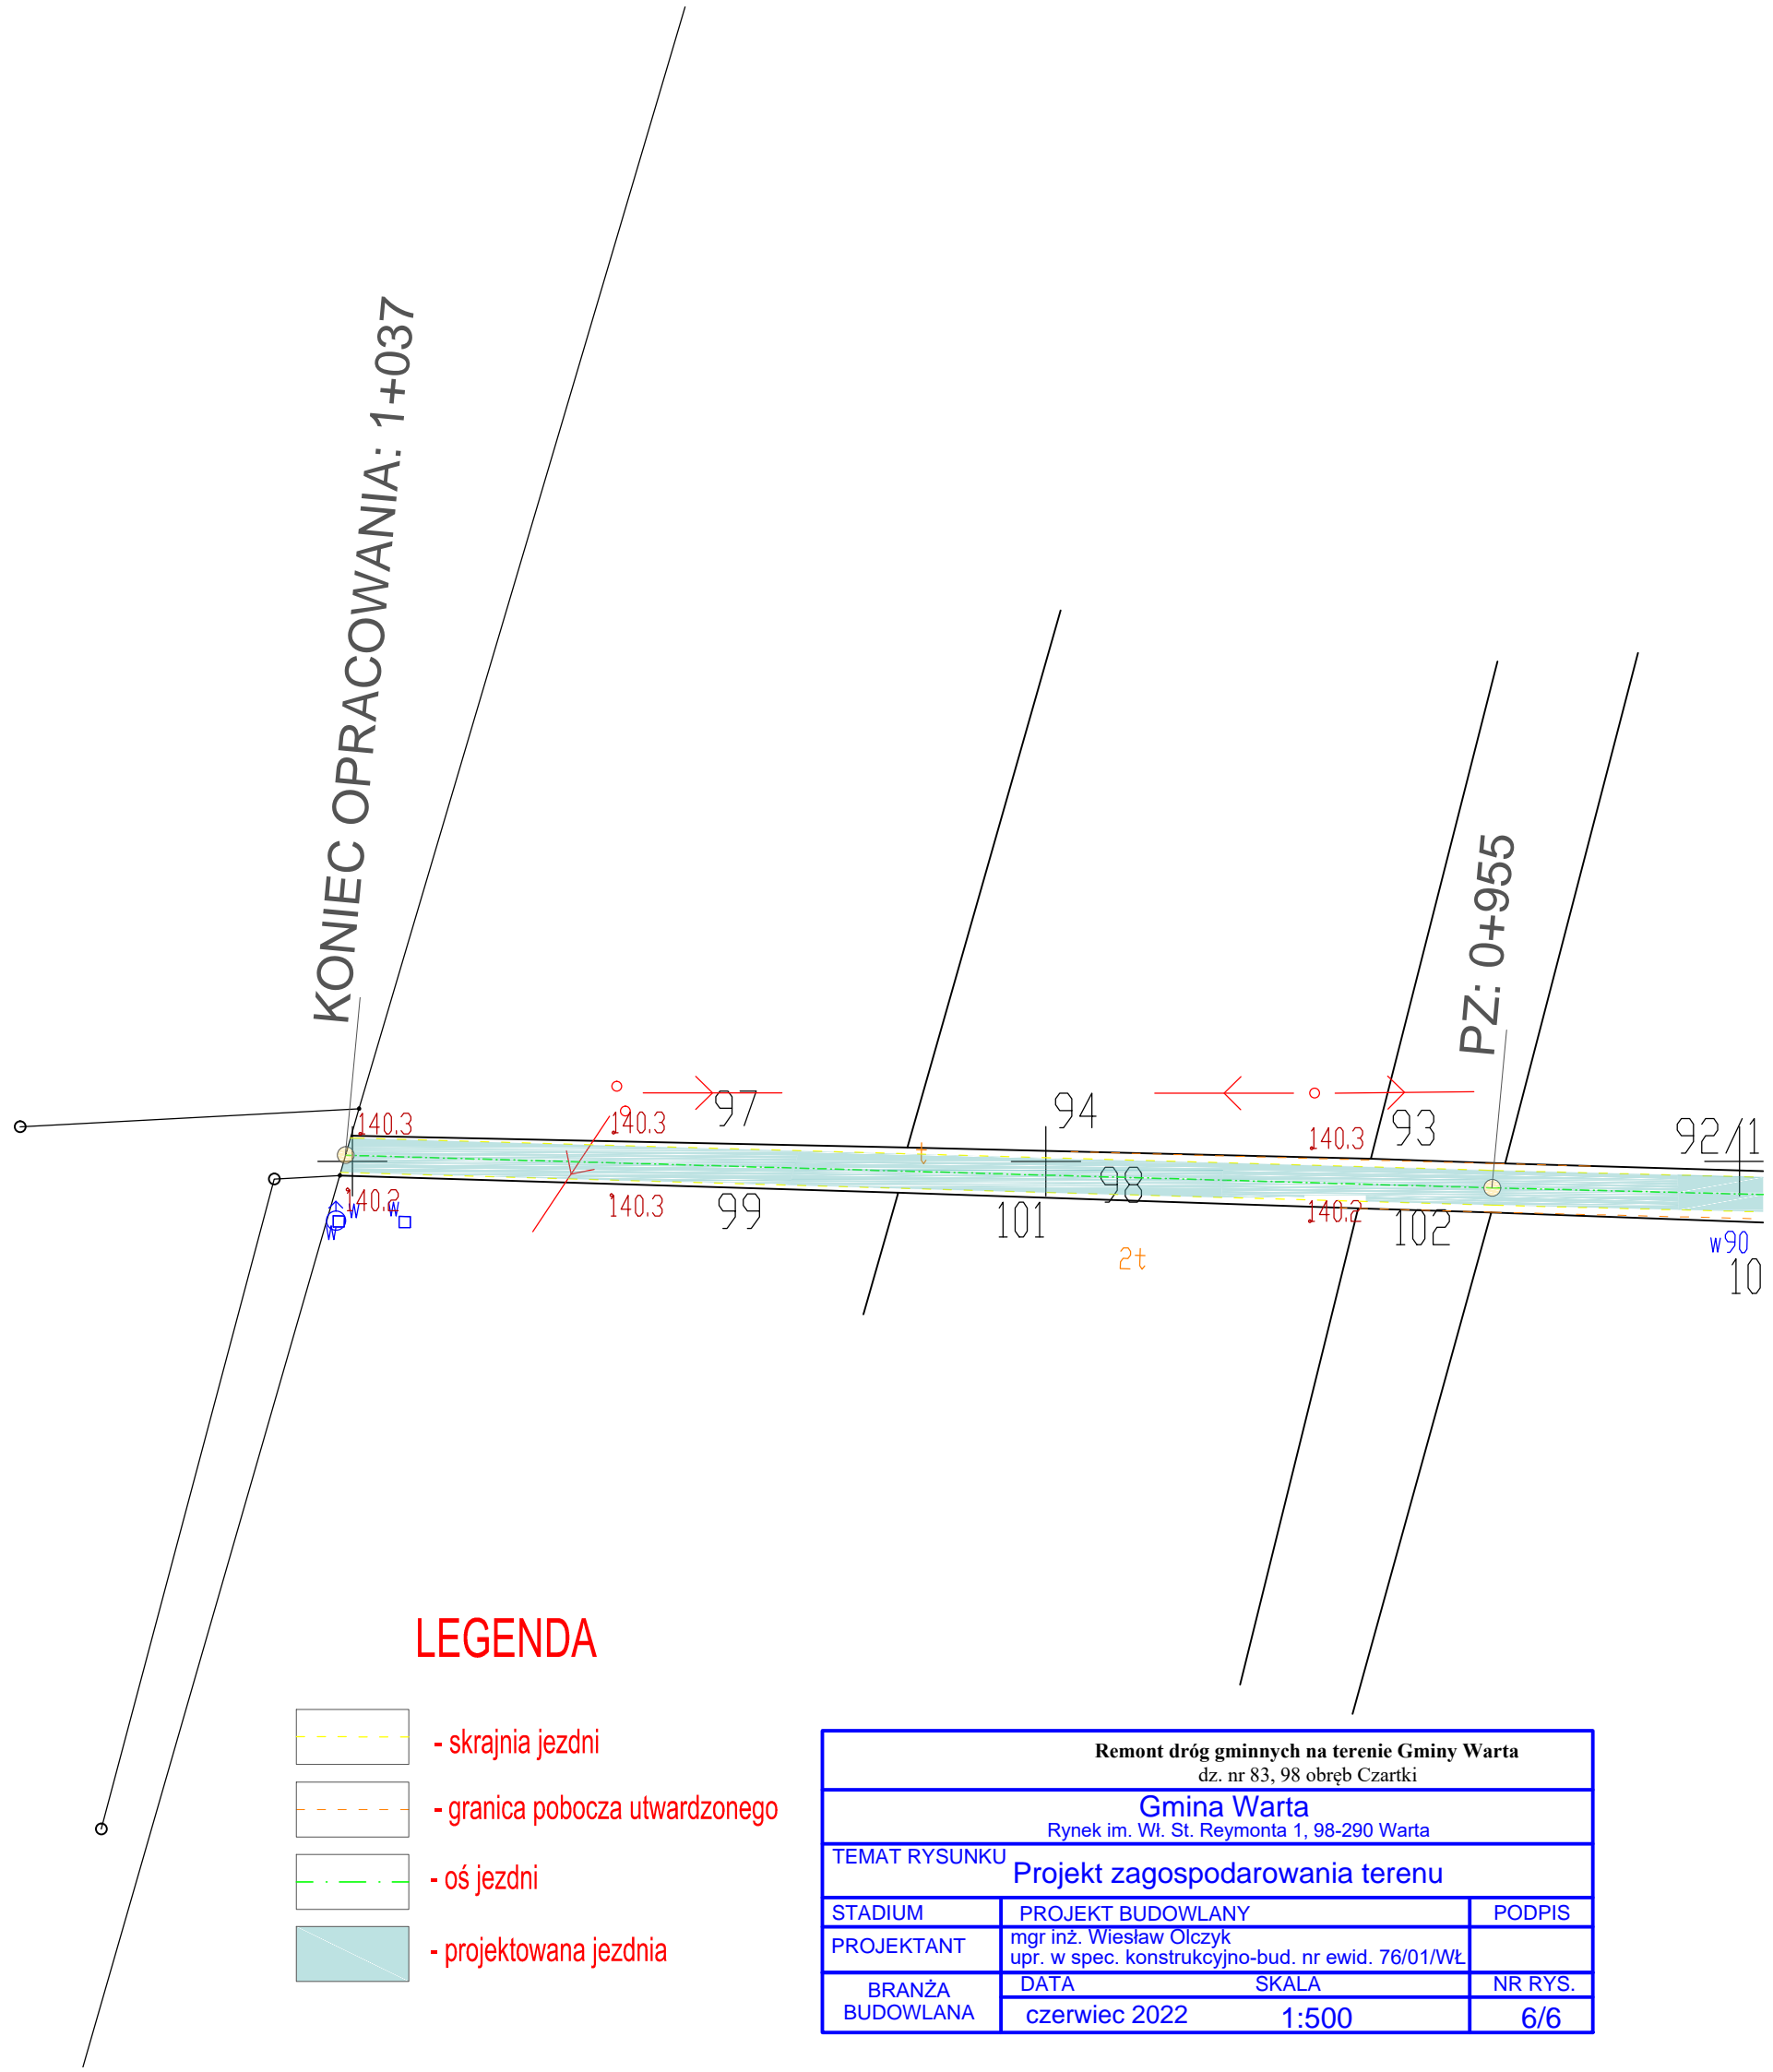 KONIEC OPRACOWANIA: 1+037
PZ: 0+955
140.3
140.3
97
94
140.3
93
92/1
t
98
140.2
W
W
W
140.3
99
101
140.2
102
2t
w90
10
LEGENDA
- skrajnia jezdni
- granica pobocza utwardzonego
- oś jezdni
- projektowana jezdnia
Remont dróg gminnych na terenie Gminy Warta
dz. nr 83, 98 obręb Czartki
Gmina Warta
Rynek im. Wł. St. Reymonta 1, 98-290 Warta
TEMAT RYSUNKU
Projekt zagospodarowania terenu
STADIUM PROJEKT BUDOWLANY PODPIS
PROJEKTANT
mgr inż. Wiesław Olczyk
upr. w spec. konstrukcyjno-bud. nr ewid. 76/01/WŁ
BRANŻA
BUDOWLANA
DATA SKALA NR RYS.
czerwiec 2022 1:500 6/6